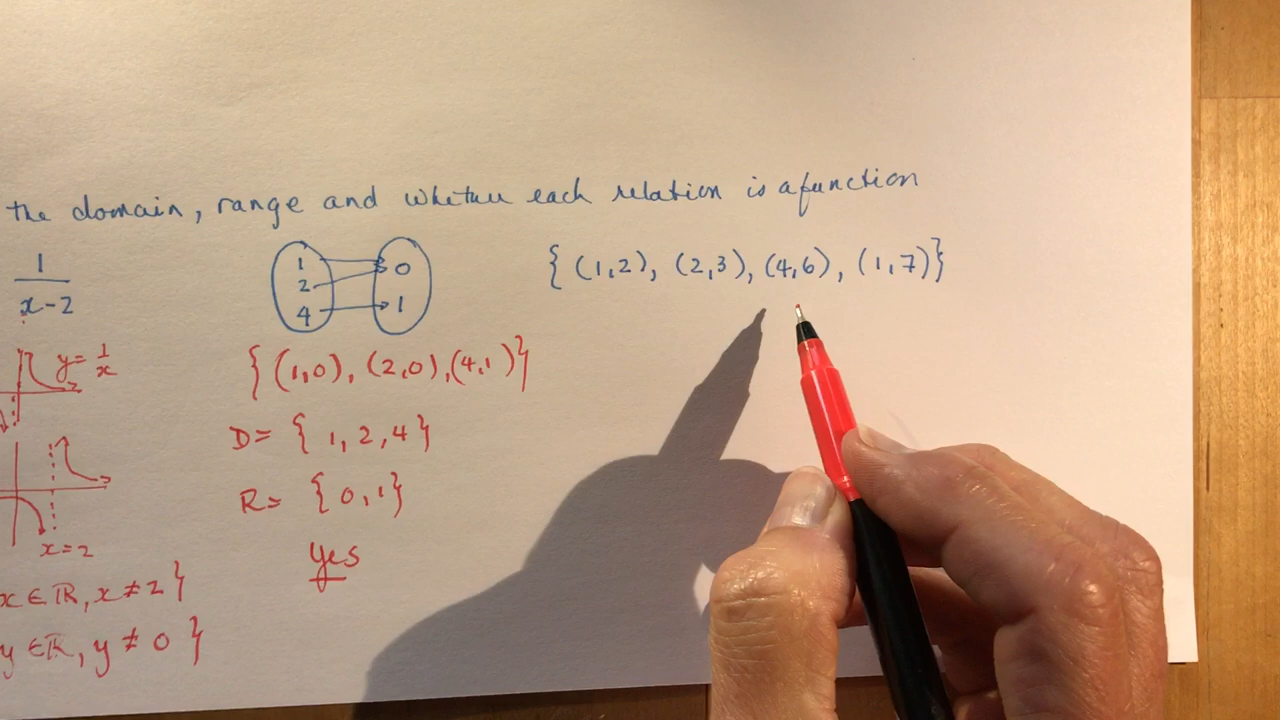 the domain, range and whether each relation is a function
1
x-2
1
2
4
0
1
{ (1,2), (2,3), (4,6), (1,7)}
y = 1/x
{ (1,0), (2,0), (4,1) }
D = { 1, 2, 4 }
R = { 0, 1 }
yes
x = 2
x ∈ ℝ, x ≠ 2 }
y ∈ ℝ, y ≠ 0 }